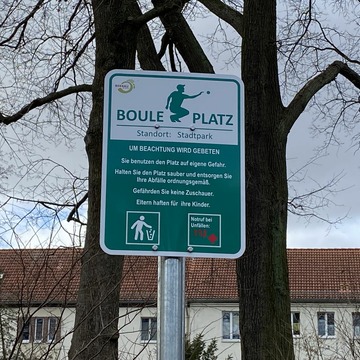 BOULE PLATZ
Standort: Stadtpark
UM BEACHTUNG WIRD GEBETEN
Sie benutzen den Platz auf eigene Gefahr.
Halten Sie den Platz sauber und entsorgen Sie
Ihre Abfälle ordnungsgemäß.
Gefährden Sie keine Zuschauer.
Eltern haften für ihre Kinder.
Notruf bei
Unfällen: